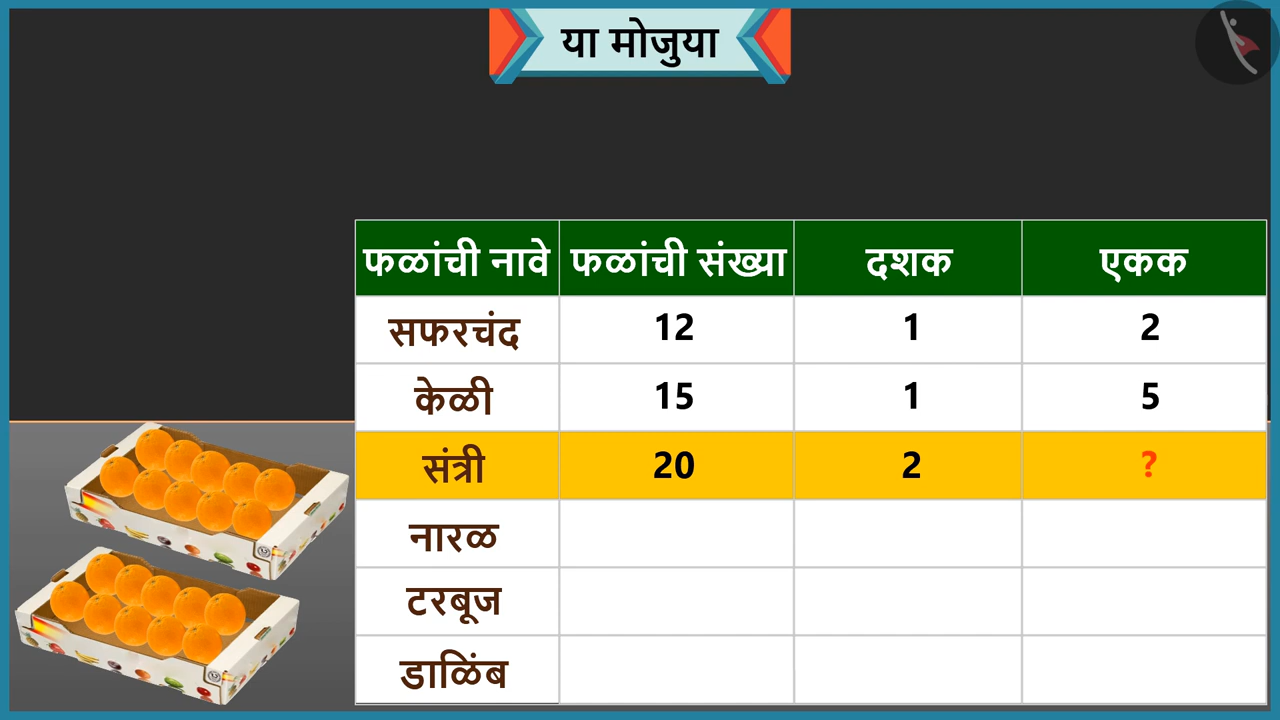 या मोजुया
फळांची नावे फळांची संख्या दशक एकक
सफरचंद 12 1 2
केळी 15 1 5
संत्री 20 2 ?
नारळ
टरबूज
डाळिंब